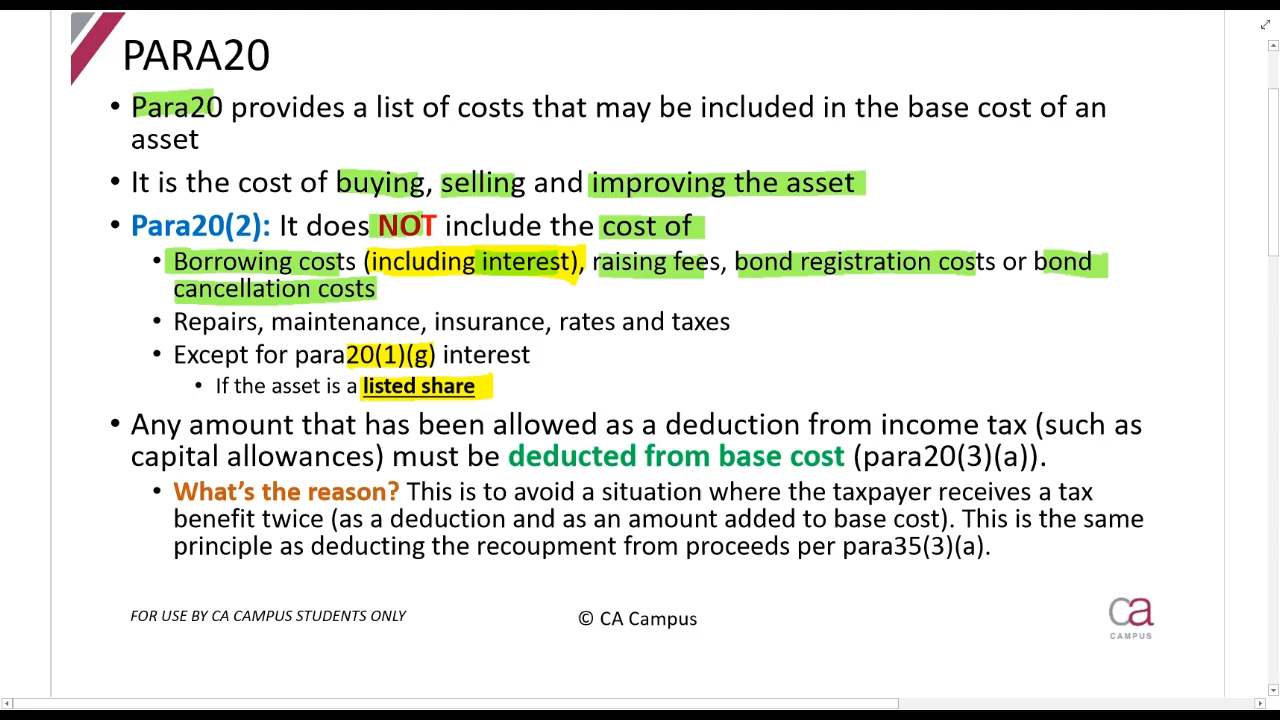 PARA20
• Para20 provides a list of costs that may be included in the base cost of an
asset
• It is the cost of buying, selling and improving the asset
• Para20(2): It does NOT include the cost of
• Borrowing costs (including interest), raising fees, bond registration costs or bond
cancellation costs
• Repairs, maintenance, insurance, rates and taxes
• Except for para20(1)(g) interest
• If the asset is a listed share
• Any amount that has been allowed as a deduction from income tax (such as
capital allowances) must be deducted from base cost (para20(3)(a)).
• What's the reason? This is to avoid a situation where the taxpayer receives a tax
benefit twice (as a deduction and as an amount added to base cost). This is the same
principle as deducting the recoupment from proceeds per para35(3)(a).
FOR USE BY CA CAMPUS STUDENTS ONLY
© CA Campus
ca
CAMPUS